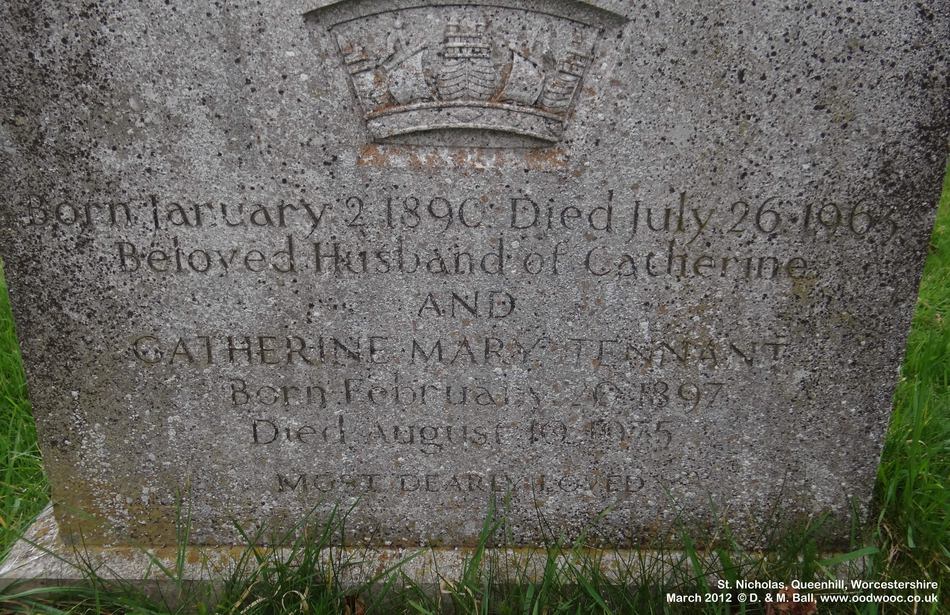 Born January 2 1890 Died July 26 1963
Beloved Husband of Catherine
AND
CATHERINE MARY TENNANT
Born February 20 1897
Died August 19 1975
MOST DEARLY LOVED
St. Nicholas, Queenhill, Worcestershire
March 2012 © D. & M. Ball, www.oodwooc.co.uk